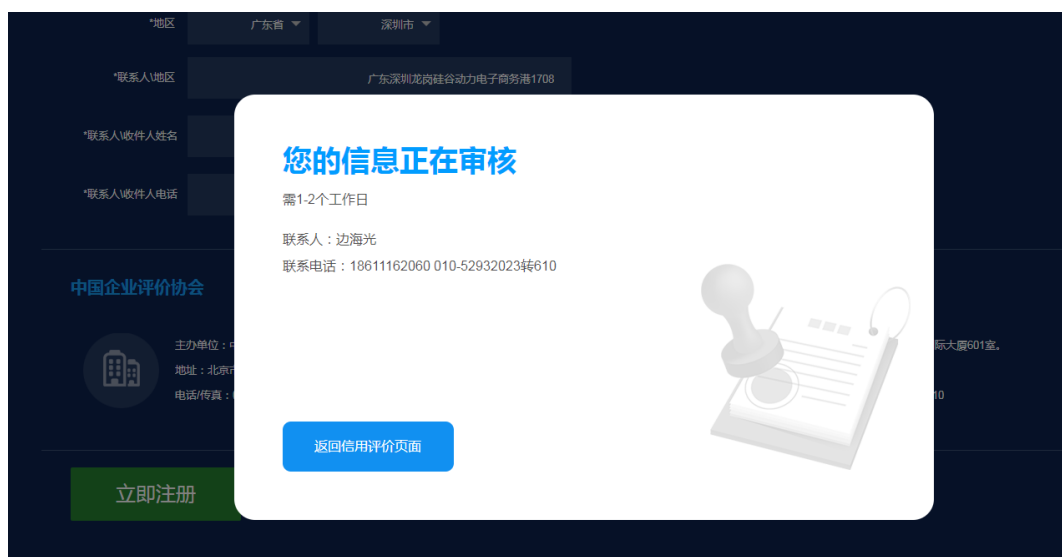 *地区
广东省
深圳市
*联系人\地区
广东深圳龙岗硅谷动力电子商务港1708
*联系人\收件人姓名
*联系人\收件人电话
您的信息正在审核
需1-2个工作日
联系人：边海光
联系电话：18611162060 010-52932023转610
返回信用评价页面
中国企业评价协会
主办单位：中
际大厦601室。
地址：北京市
电话/传真：0
10
立即注册